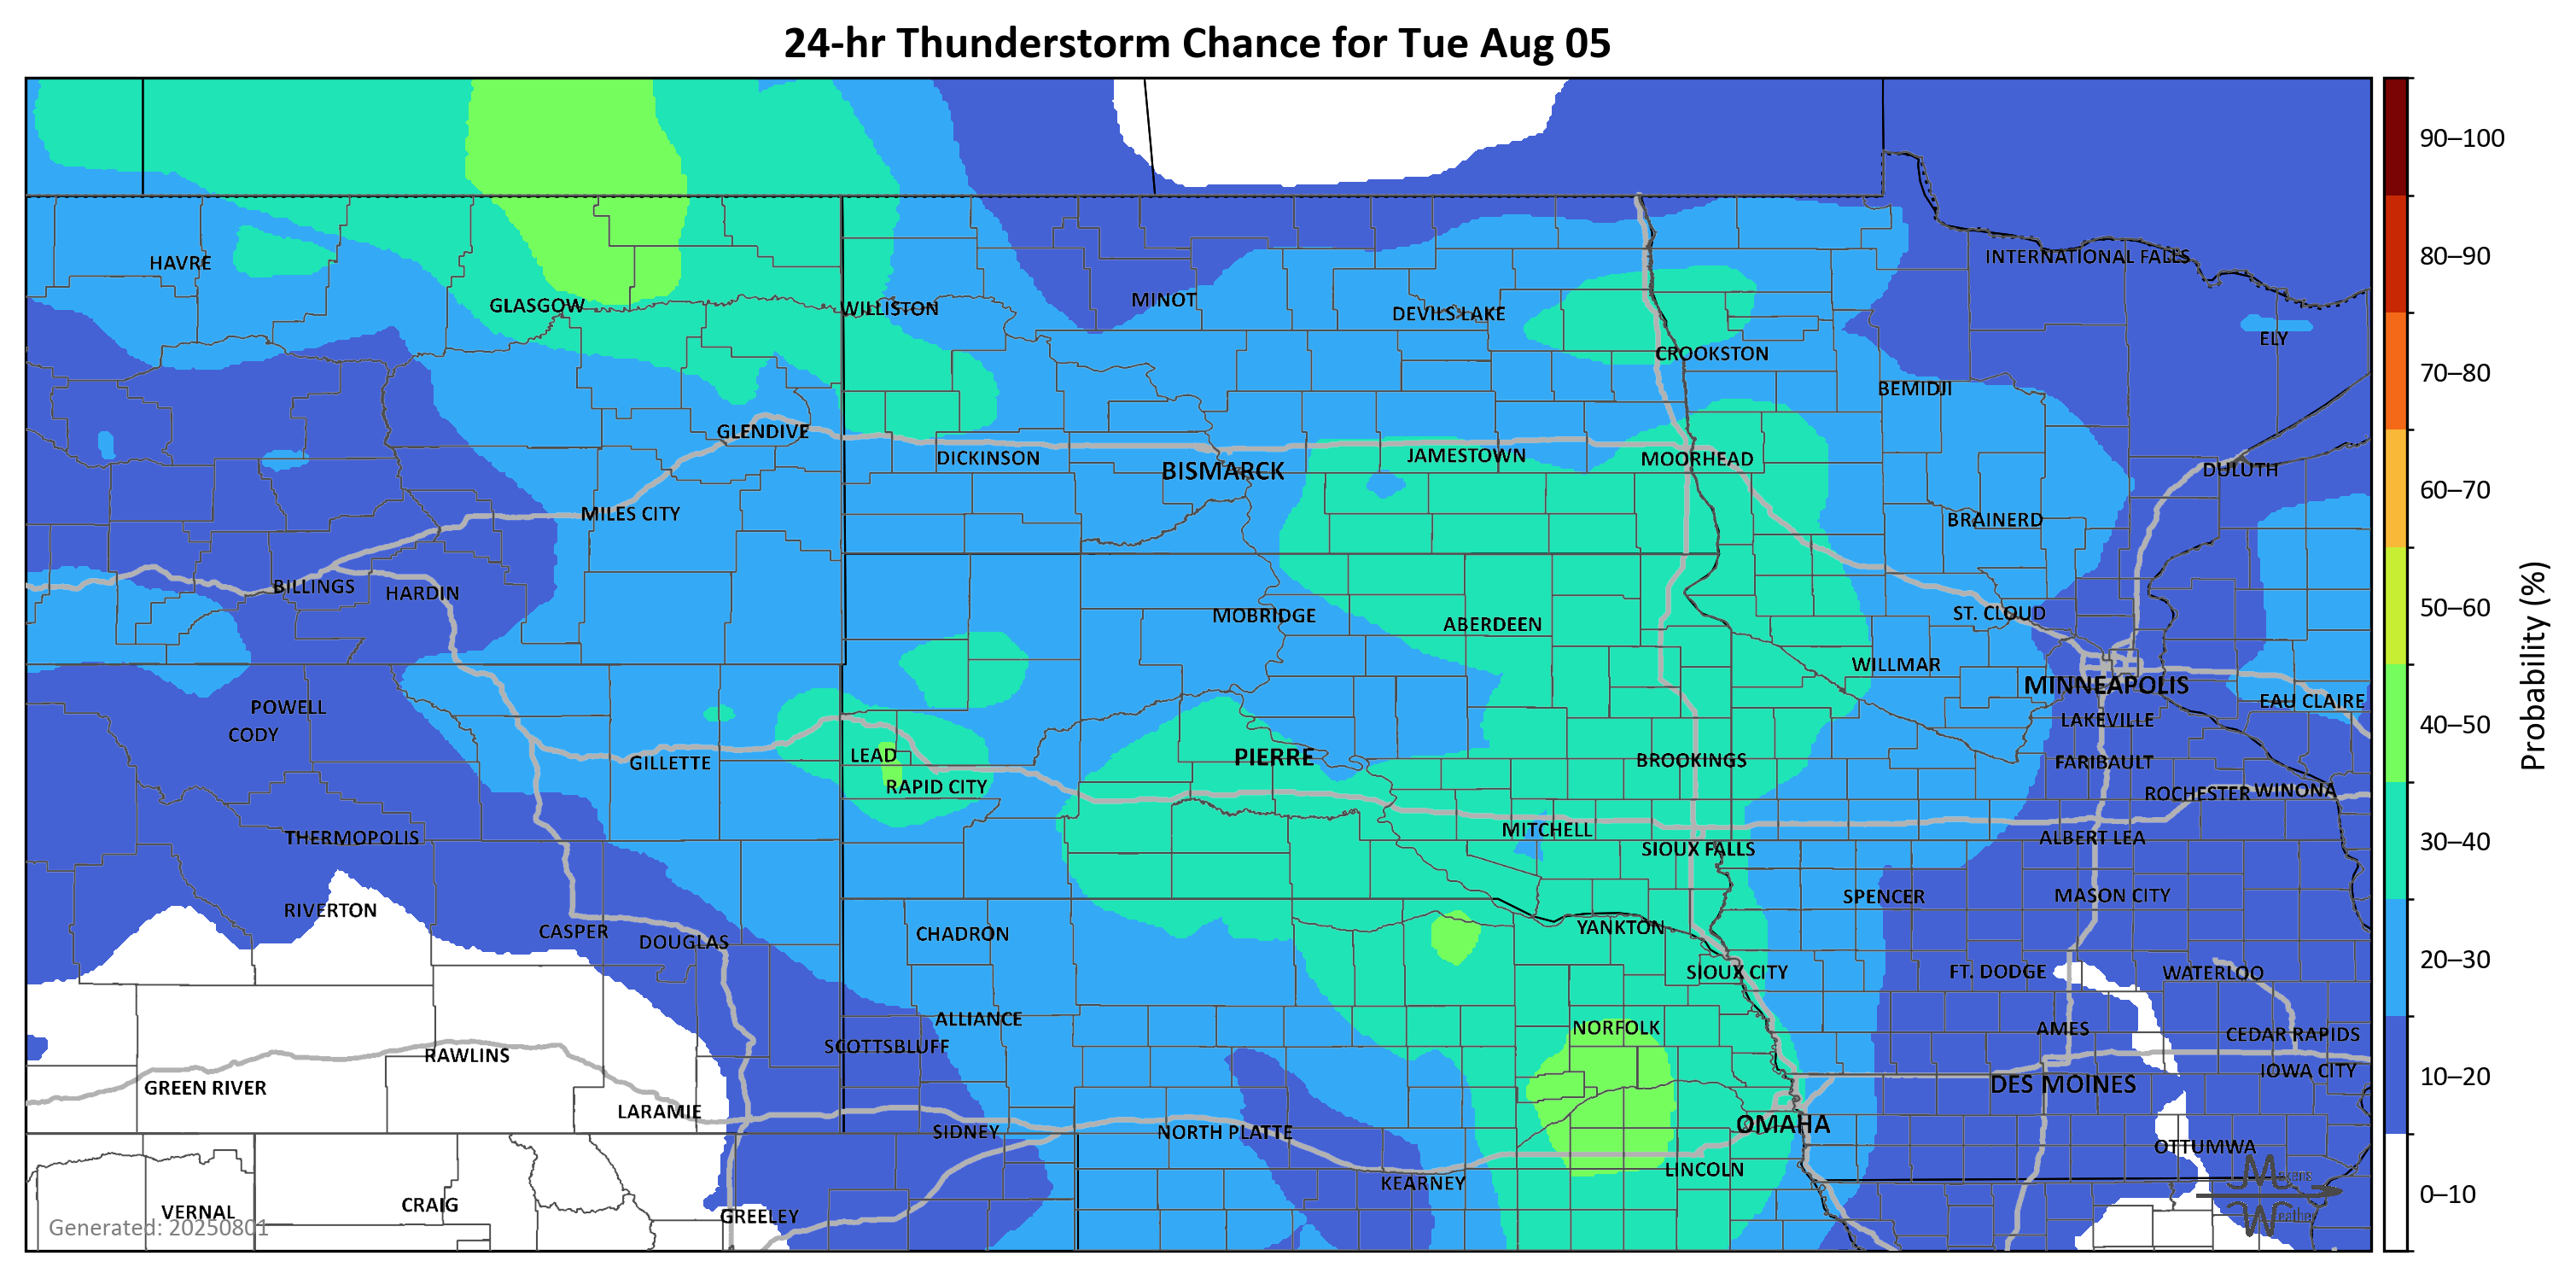 24-hr Thunderstorm Chance for Tue Aug 05
90–100
INTERNATIONAL FALLS
80–90
HAVRE
MINOT
GLASGOW
WILLISTON
DEVILS LAKE
ELY
CROOKSTON
70–80
BEMIDJI
GLENDIVE
60–70
DICKINSON
JAMESTOWN
MOORHEAD
BISMARCK
DULUTH
MILES CITY
BRAINERD
BILLINGS
HARDIN
50–60
MOBRIDGE
ST. CLOUD
ABERDEEN
Probability (%)
WILLMAR
MINNEAPOLIS
EAU CLAIRE
POWELL
LAKEVILLE
40–50
CODY
LEAD
PIERRE
BROOKINGS
GILLETTE
FARIBAULT
RAPID CITY
ROCHESTER
WINONA
MITCHELL
THERMOPOLIS
ALBERT LEA
30–40
SIOUX FALLS
SPENCER
MASON CITY
RIVERTON
YANKTON
CASPER
CHADRON
DOUGLAS
20–30
SIOUX CITY
FT. DODGE
WATERLOO
ALLIANCE
NORFOLK
AMES
CEDAR RAPIDS
SCOTTSBLUFF
RAWLINS
IOWA CITY
10–20
GREEN RIVER
DES MOINES
LARAMIE
OMAHA
SIDNEY
NORTH PLATTE
OTTUMWA
LINCOLN
KEARNEY
0–10
CRAIG
VERNAL
GREELEY
Makens
Weather
Generated: 20250801